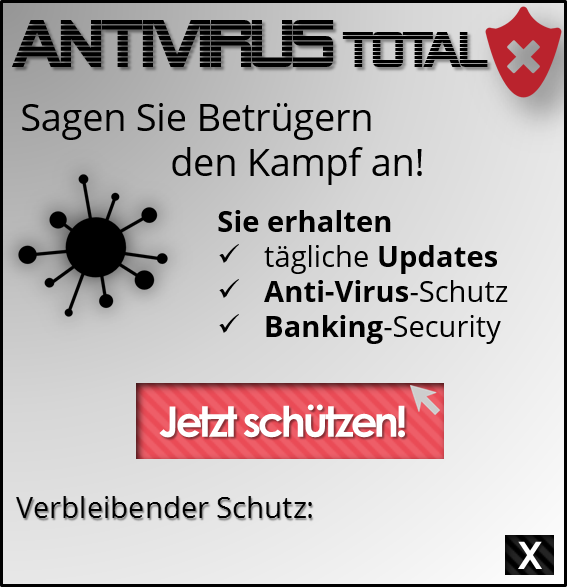 ANTIVIRUS TOTAL
Sagen Sie Betrügern
den Kampf an!
Sie erhalten
✓ tägliche Updates
✓ Anti-Virus-Schutz
✓ Banking-Security
Jetzt schützen!
Verbleibender Schutz:
X